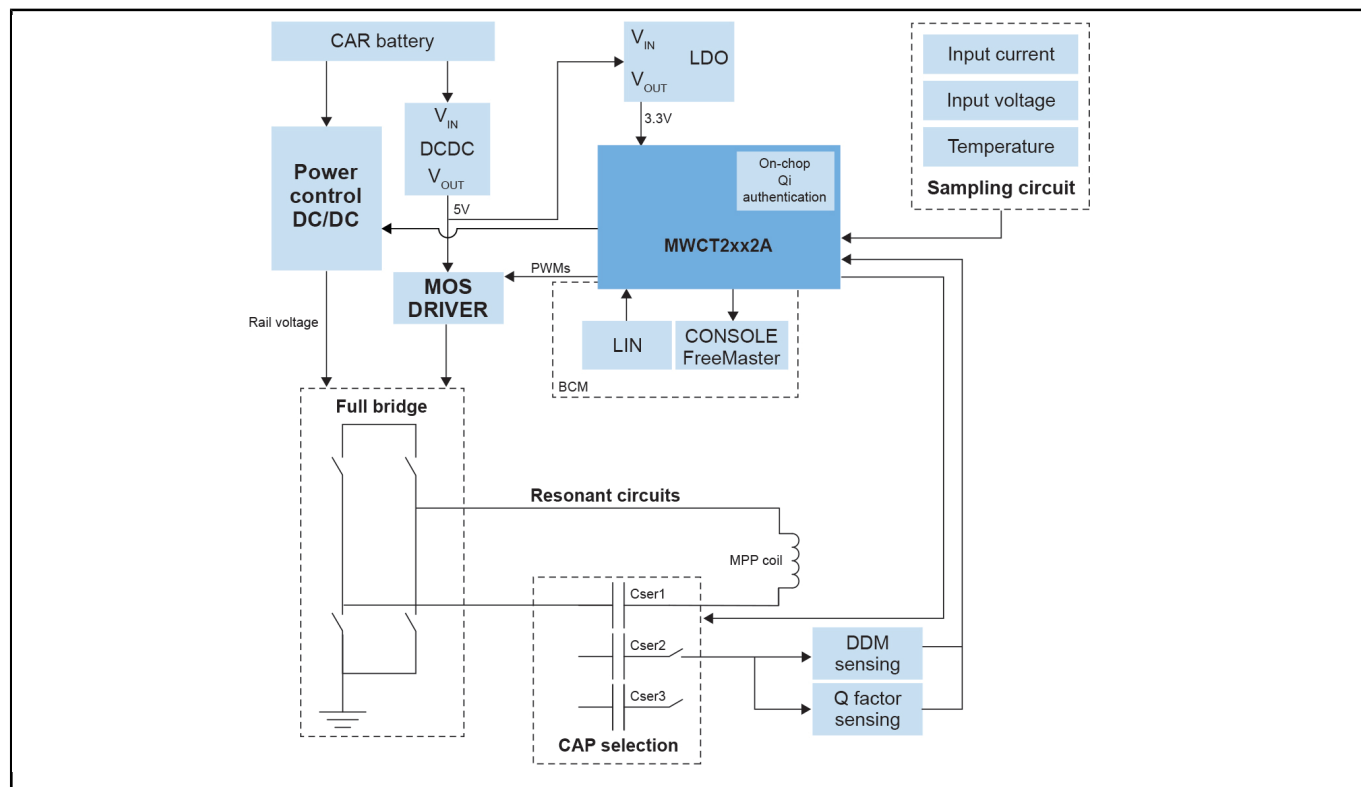 CAR battery
VIN
LDO
VOUT
3.3V
Input current
Input voltage
Temperature
Sampling circuit
VIN
DCDC
VOUT
5V
Power
control
DC/DC
On-chop
Qi
authentication
MWCT2xx2A
PWMs
MOS
DRIVER
Rail voltage
LIN
CONSOLE
FreeMaster
BCM
Full bridge
Resonant circuits
MPP coil
Cser1
Cser2
Cser3
CAP selection
DDM
sensing
Q factor
sensing